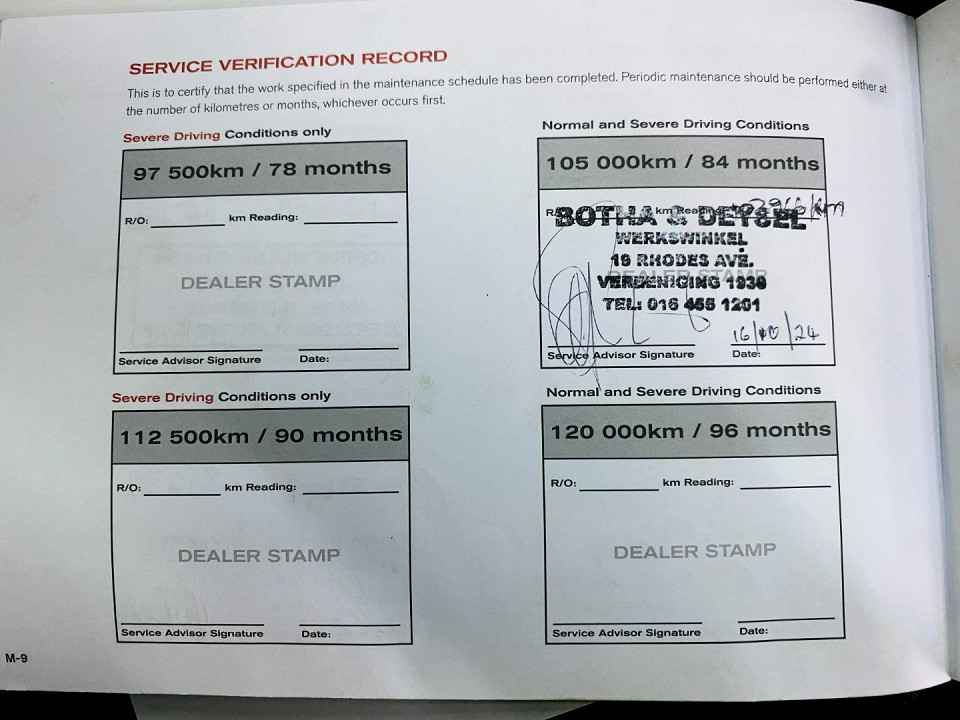 SERVICE VERIFICATION RECORD
This is to certify that the work specified in the maintenance schedule has been completed. Periodic maintenance should be performed either at
the number of kilometres or months, whichever occurs first.
Severe Driving Conditions only
97 500km / 78 months
R/O: km Reading:
DEALER STAMP
Service Advisor Signature Date:
Normal and Severe Driving Conditions
105 000km / 84 months
km Reading
BOTHA & DEYSEL
WERKSWINKEL
19 RHODES AVE.
DEALER STAMP
VEREENIGING 1939
TEL: 016 455 1201
16/ /24
Service Advisor Signature Date:
Severe Driving Conditions only
112 500km / 90 months
R/O: km Reading:
DEALER STAMP
Service Advisor Signature Date:
Normal and Severe Driving Conditions
120 000km / 96 months
R/O: km Reading:
DEALER STAMP
Service Advisor Signature Date:
M-9